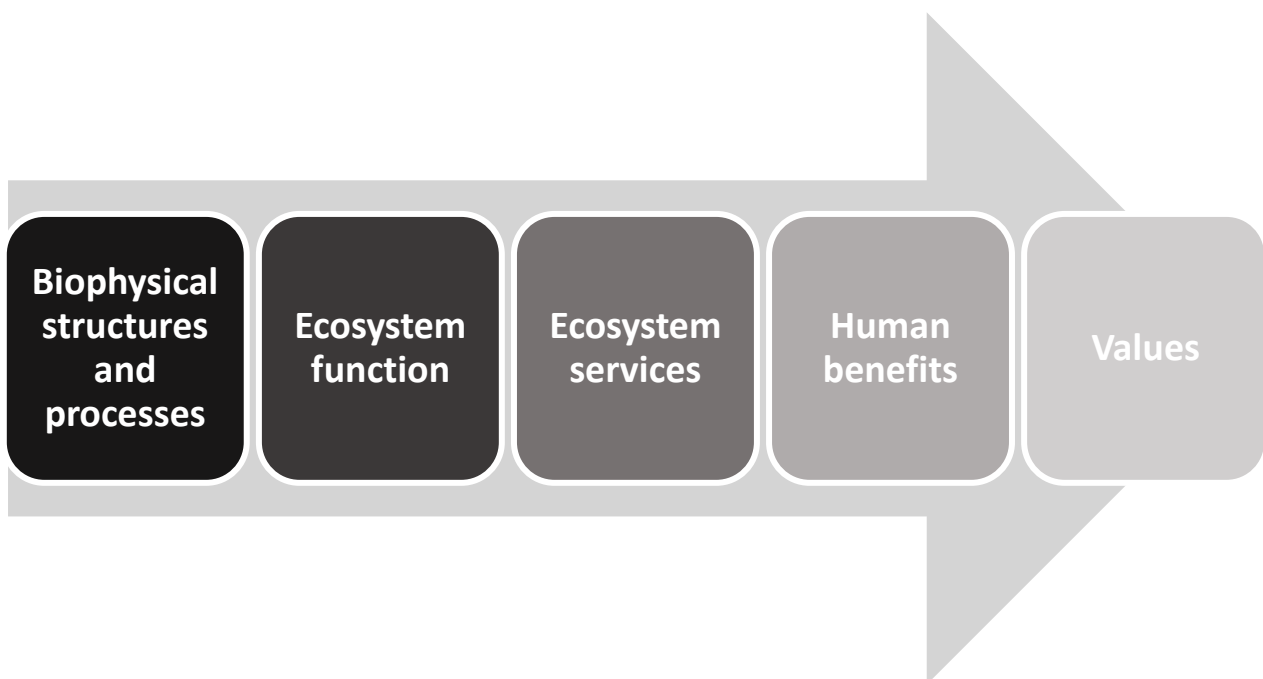 Biophysical
structures
and
processes
Ecosystem
function
Ecosystem
services
Human
benefits
Values